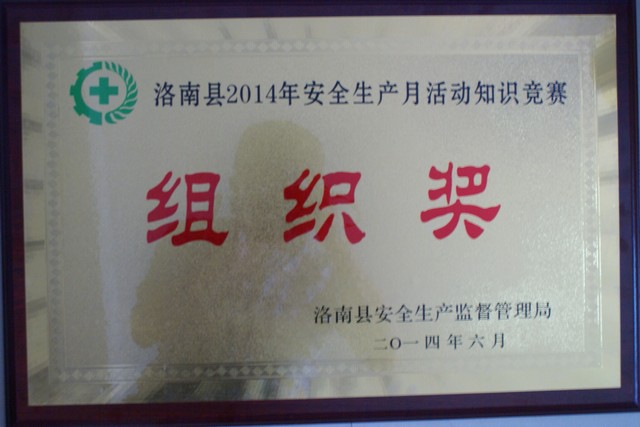 洛南县2014年安全生产月活动知识竞赛
组织奖
洛南县安全生产监督管理局
二〇一四年六月